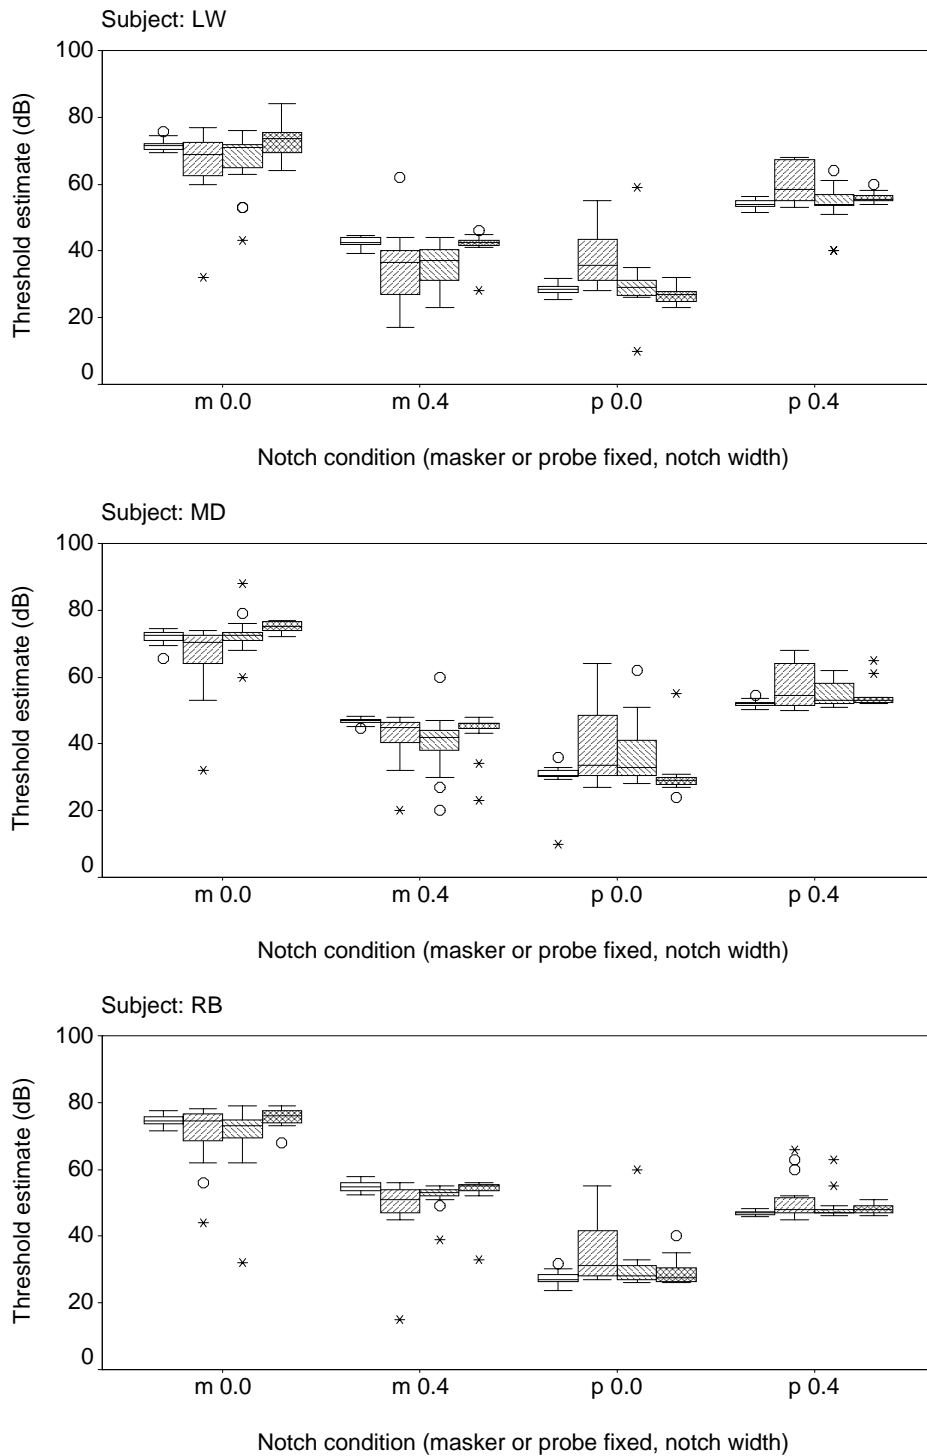 Subject: LW
Threshold estimate (dB)
100
80
60
40
20
0
m 0.0 m 0.4 p 0.0 p 0.4
Notch condition (masker or probe fixed, notch width)
Subject: MD
Threshold estimate (dB)
100
80
60
40
20
0
m 0.0 m 0.4 p 0.0 p 0.4
Notch condition (masker or probe fixed, notch width)
Subject: RB
Threshold estimate (dB)
100
80
60
40
20
0
m 0.0 m 0.4 p 0.0 p 0.4
Notch condition (masker or probe fixed, notch width)